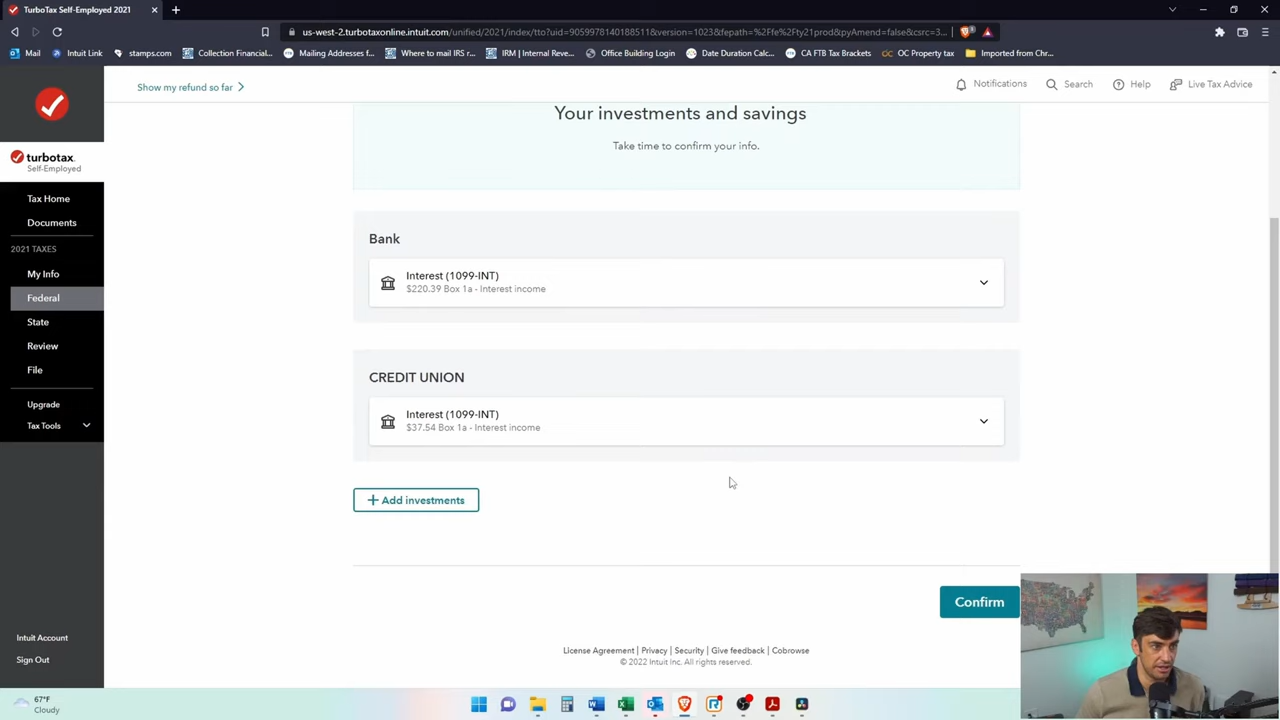 TurboTax Self-Employed 2021
us-west-2.turbotaxonline.intuit.com/unified/2021/index/tto?uid=9059978140188511&version=1023&fepath=%2Ffe%2Fty21prod&pyAmend=false&csrc=3...
Mail
Intuit Link
stamps.com
Collection Financial...
Mailing Addresses f...
Where to mail IRS r...
IRM | Internal Reve...
Office Building Login
Date Duration Calc...
CA FTB Tax Brackets
OC Property tax
Imported from Chr...
Show my refund so far
Notifications
Search
Help
Live Tax Advice
turbotax
Self-Employed
Tax Home
Documents
2021 TAXES
My Info
Federal
State
Review
File
Upgrade
Tax Tools
Intuit Account
Sign Out
Your investments and savings
Take time to confirm your info.
Bank
Interest (1099-INT)
$220.39 Box 1a - Interest income
CREDIT UNION
Interest (1099-INT)
$37.54 Box 1a - Interest income
+ Add investments
Confirm
License Agreement | Privacy | Security | Give feedback | Cobrowse
© 2022 Intuit Inc. All rights reserved.
67°F
Cloudy